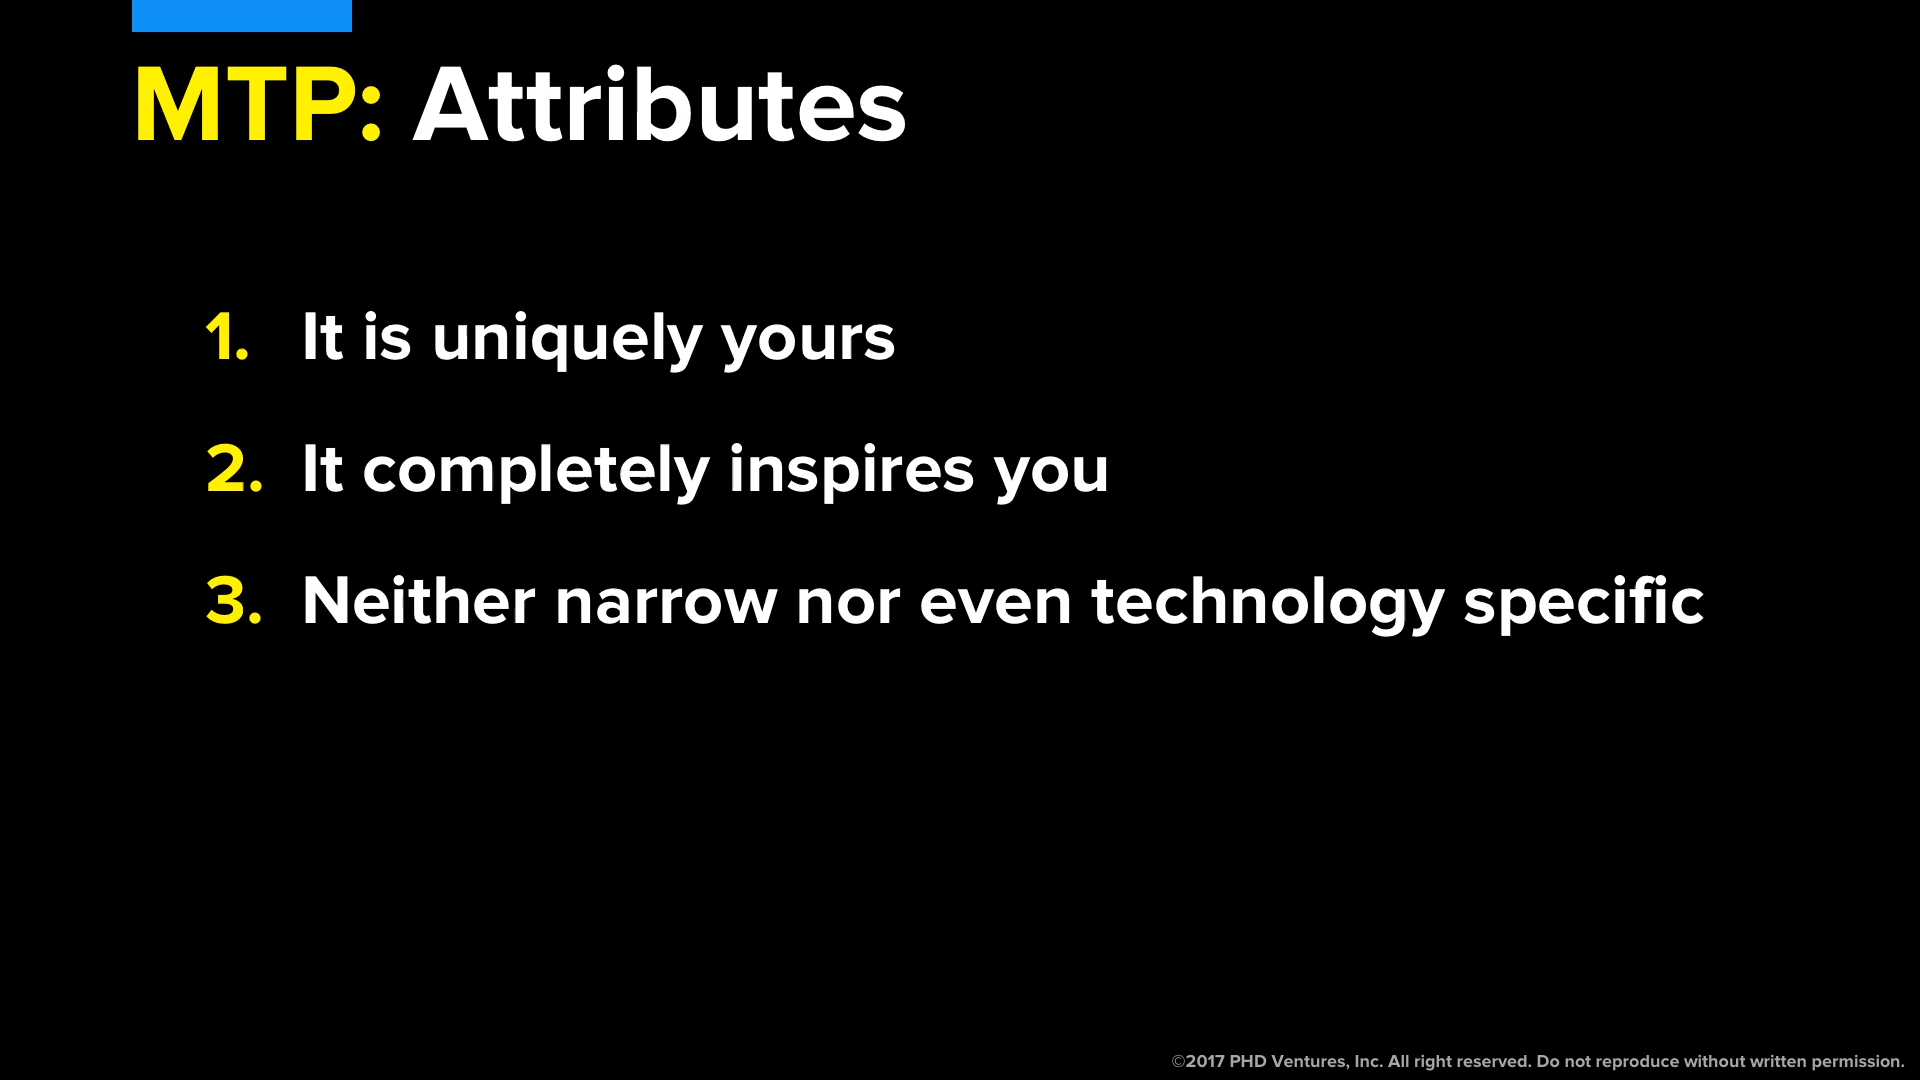 MTP: Attributes
1. It is uniquely yours
2. It completely inspires you
3. Neither narrow nor even technology specific
©2017 PHD Ventures, Inc. All right reserved. Do not reproduce without written permission.